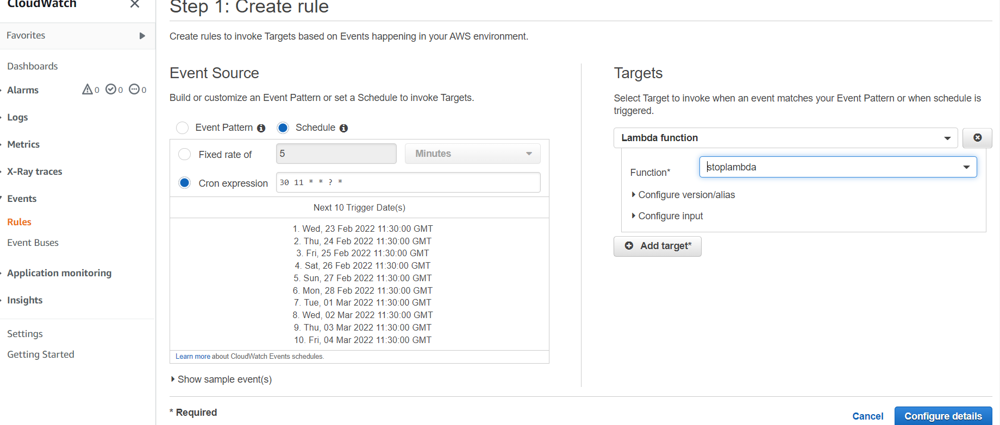 CloudWatch
Favorites
Dashboards
Alarms 0 0 0
Logs
Metrics
X-Ray traces
Events
Rules
Event Buses
Application monitoring
Insights
Settings
Getting Started
Step 1: Create rule
Create rules to invoke Targets based on Events happening in your AWS environment.
Event Source
Build or customize an Event Pattern or set a Schedule to invoke Targets.
Event Pattern Schedule
Fixed rate of 5 Minutes
Cron expression 30 11 * * ? *
Next 10 Trigger Date(s)
1. Wed, 23 Feb 2022 11:30:00 GMT
2. Thu, 24 Feb 2022 11:30:00 GMT
3. Fri, 25 Feb 2022 11:30:00 GMT
4. Sat, 26 Feb 2022 11:30:00 GMT
5. Sun, 27 Feb 2022 11:30:00 GMT
6. Mon, 28 Feb 2022 11:30:00 GMT
7. Tue, 01 Mar 2022 11:30:00 GMT
8. Wed, 02 Mar 2022 11:30:00 GMT
9. Thu, 03 Mar 2022 11:30:00 GMT
10. Fri, 04 Mar 2022 11:30:00 GMT
Learn more about CloudWatch Events schedules.
Show sample event(s)
Targets
Select Target to invoke when an event matches your Event Pattern or when schedule is
triggered.
Lambda function
Function* stoplambda
Configure version/alias
Configure input
Add target*
* Required
Cancel Configure details